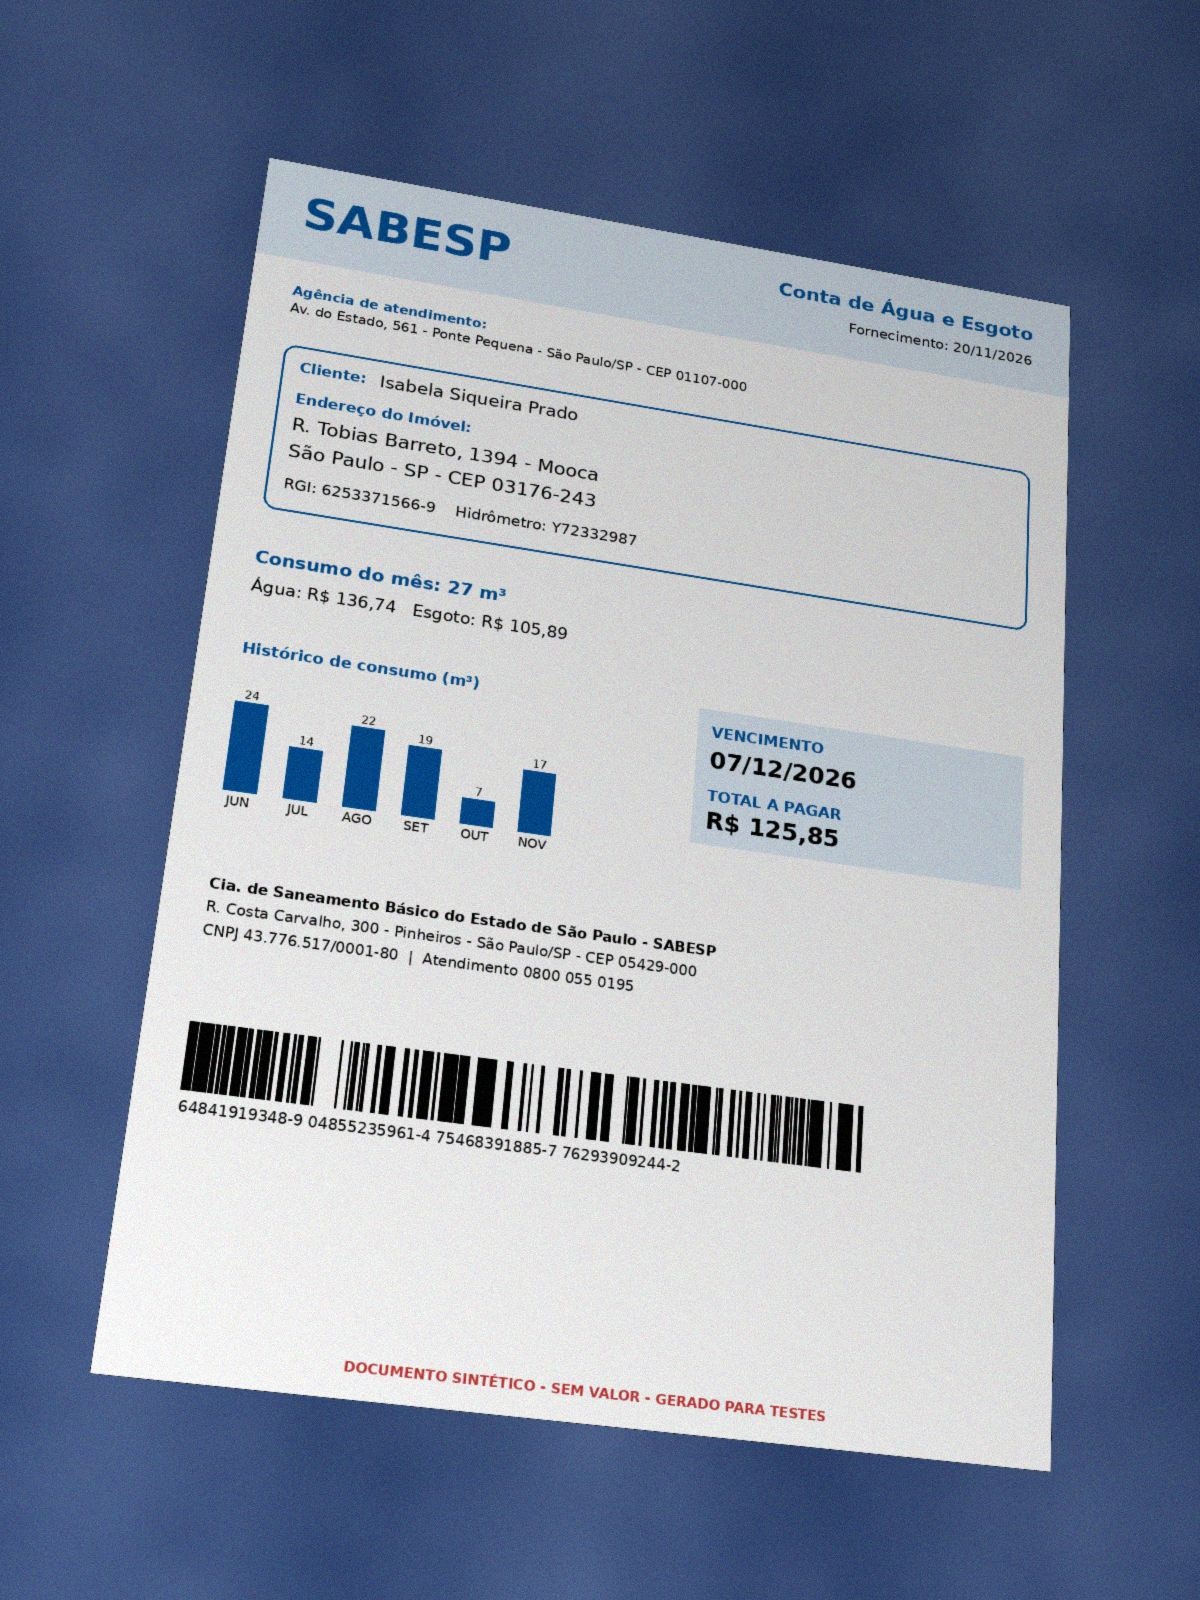 SABESP
Conta de Água e Esgoto
Fornecimento: 20/11/2026
Agência de atendimento:
Av. do Estado, 561 - Ponte Pequena - São Paulo/SP - CEP 01107-000
Cliente: Isabela Siqueira Prado
Endereço do Imóvel:
R. Tobias Barreto, 1394 - Mooca
São Paulo - SP - CEP 03176-243
RGI: 6253371566-9 Hidrômetro: Y72332987
Consumo do mês: 27 m³
Água: R$ 136,74 Esgoto: R$ 105,89
Histórico de consumo (m³)
24 14 22 19 7 17
JUN JUL AGO SET OUT NOV
VENCIMENTO
07/12/2026
TOTAL A PAGAR
R$ 125,85
Cia. de Saneamento Básico do Estado de São Paulo - SABESP
R. Costa Carvalho, 300 - Pinheiros - São Paulo/SP - CEP 05429-000
CNPJ 43.776.517/0001-80 | Atendimento 0800 055 0195
64841919348-9 04855235961-4 75468391885-7 76293909244-2
DOCUMENTO SINTÉTICO - SEM VALOR - GERADO PARA TESTES